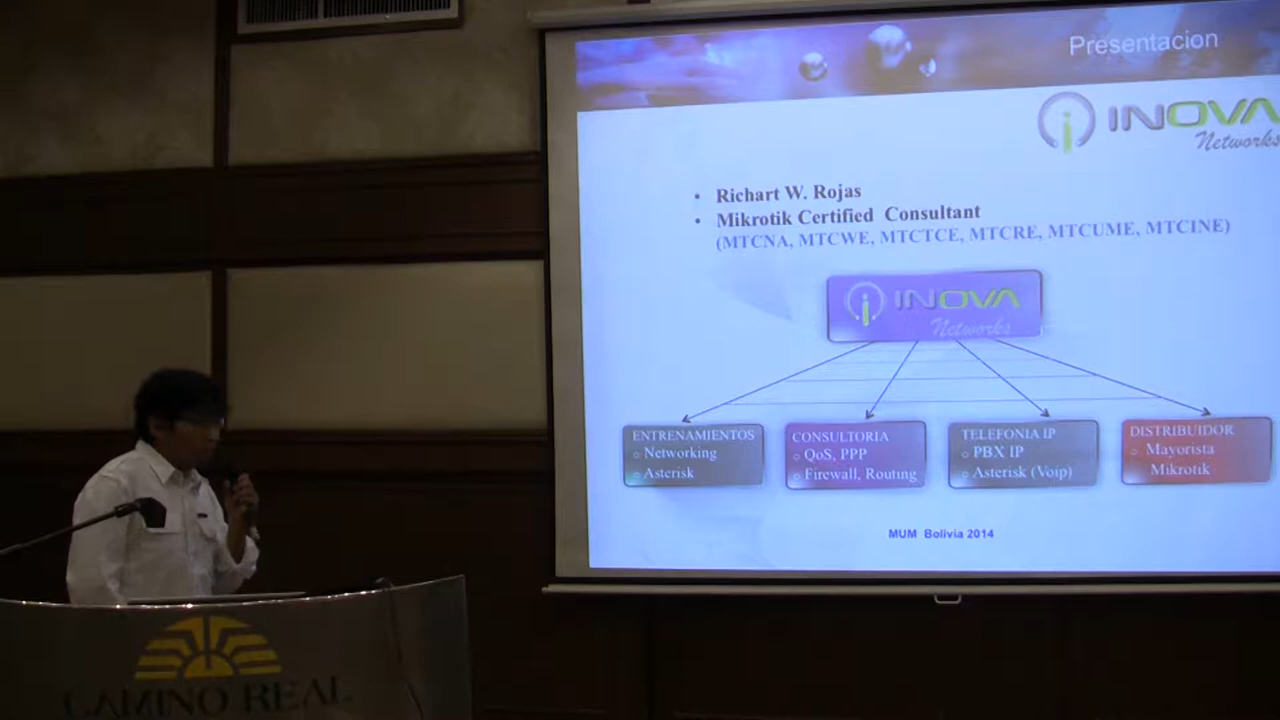 Presentacion
INOVA
Networks
• Richart W. Rojas
• Mikrotik Certified Consultant
(MTCNA, MTCWE, MTCTCE, MTCRE, MTCUME, MTCINE)
INOVA
Networks
ENTRENAMIENTOS
○ Networking
○ Asterisk
CONSULTORIA
○ QoS, PPP
○ Firewall, Routing
TELEFONIA IP
○ PBX IP
○ Asterisk (Voip)
DISTRIBUIDOR
○ Mayorista
Mikrotik
MUM Bolivia 2014
CAMINO REAL